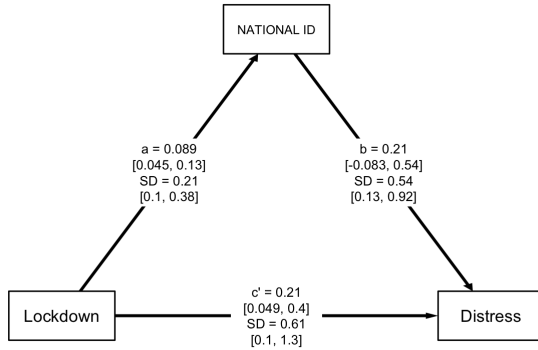 NATIONAL ID
a = 0.089
[0.045, 0.13]
SD = 0.21
[0.1, 0.38]
b = 0.21
[-0.083, 0.54]
SD = 0.54
[0.13, 0.92]
Lockdown
c' = 0.21
[0.049, 0.4]
SD = 0.61
[0.1, 1.3]
Distress